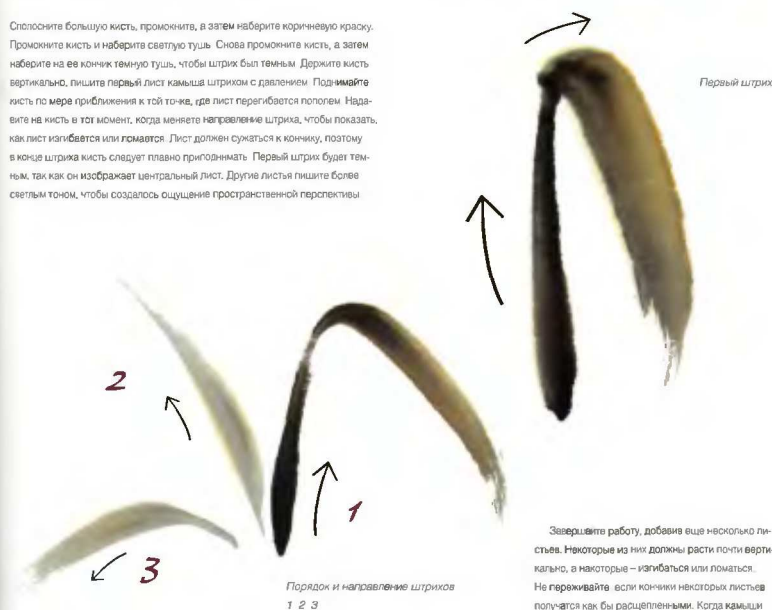 Сполосните большую кисть, промокните, а затем наберите коричневую краску.
Промокните кисть и наберите светлую тушь Снова промокните кисть, а затем
наберите на ее кончик темную тушь, чтобы штрих был темным Держите кисть
вертикально, пишите первый лист камыша штрихом с давлением Поднимайте
кисть по мере приближения к той точке, где лист перегибается пополем Нада-
вите на кисть в тот момент, когда меняете направление штриха, чтобы показать,
как лист изгибается или ломается Лист должен сужаться к кончику, поэтому
в конце штриха кисть следует плавно приподнимать Первый штрих будет тем-
ным, так как он изображает центральный лист. Другие листья пишите более
светлым тоном, чтобы создалось ощущение пространственной перспективы
Первый штрих
2
1
3
Порядок и направление штрихов
1 2 3
Завершите работу, добавив еще несколько ли-
стьев. Некоторые из них должны расти почти верти-
кально, а некоторые – изгибаться или ломаться.
Не переживайте если кончики некоторых листьев
получатся как бы расщепленными. Когда камыши